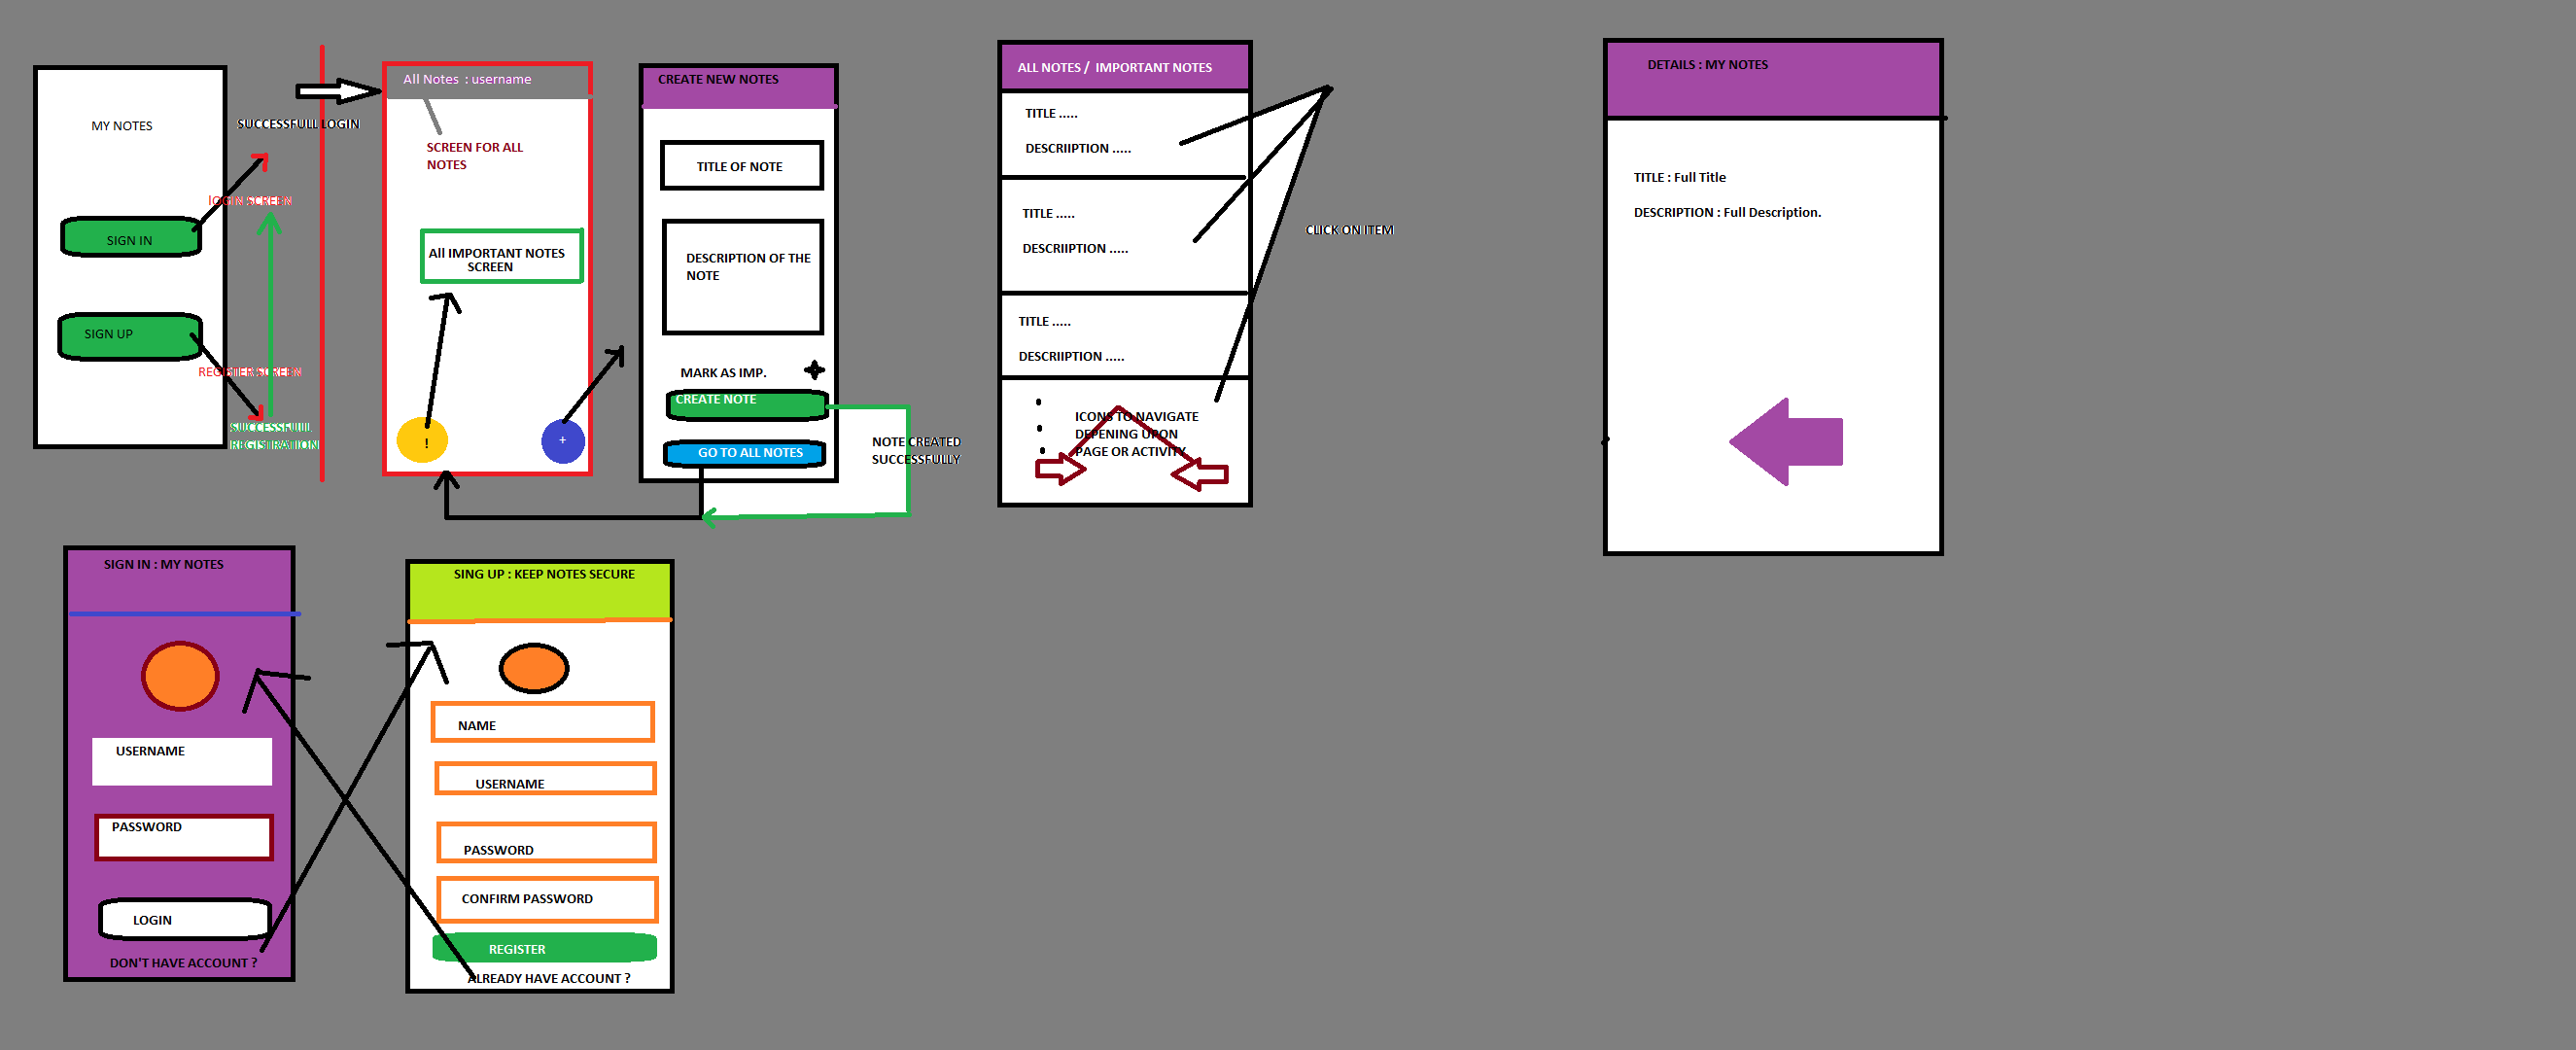 MY NOTES
SIGN IN
SIGN UP
SUCCESSFULL LOGIN
lOGIN SCREEN
REGISTER SCREEN
SUCCESSFULL
REGISTRATION
All Notes : username
SCREEN FOR ALL
NOTES
All IMPORTANT NOTES
SCREEN
!
+
CREATE NEW NOTES
TITLE OF NOTE
DESCRIPTION OF THE
NOTE
MARK AS IMP.
CREATE NOTE
GO TO ALL NOTES
NOTE CREATED
SUCCESSFULLY
ALL NOTES / IMPORTANT NOTES
TITLE .....
DESCRIIPTION .....
TITLE .....
DESCRIIPTION .....
TITLE .....
DESCRIIPTION .....
ICONS TO NAVIGATE
DEPENING UPON
PAGE OR ACTIVITY
CLICK ON ITEM
DETAILS : MY NOTES
TITLE : Full Title
DESCRIPTION : Full Description.
SIGN IN : MY NOTES
USERNAME
PASSWORD
LOGIN
DON'T HAVE ACCOUNT ?
SING UP : KEEP NOTES SECURE
NAME
USERNAME
PASSWORD
CONFIRM PASSWORD
REGISTER
ALREADY HAVE ACCOUNT ?